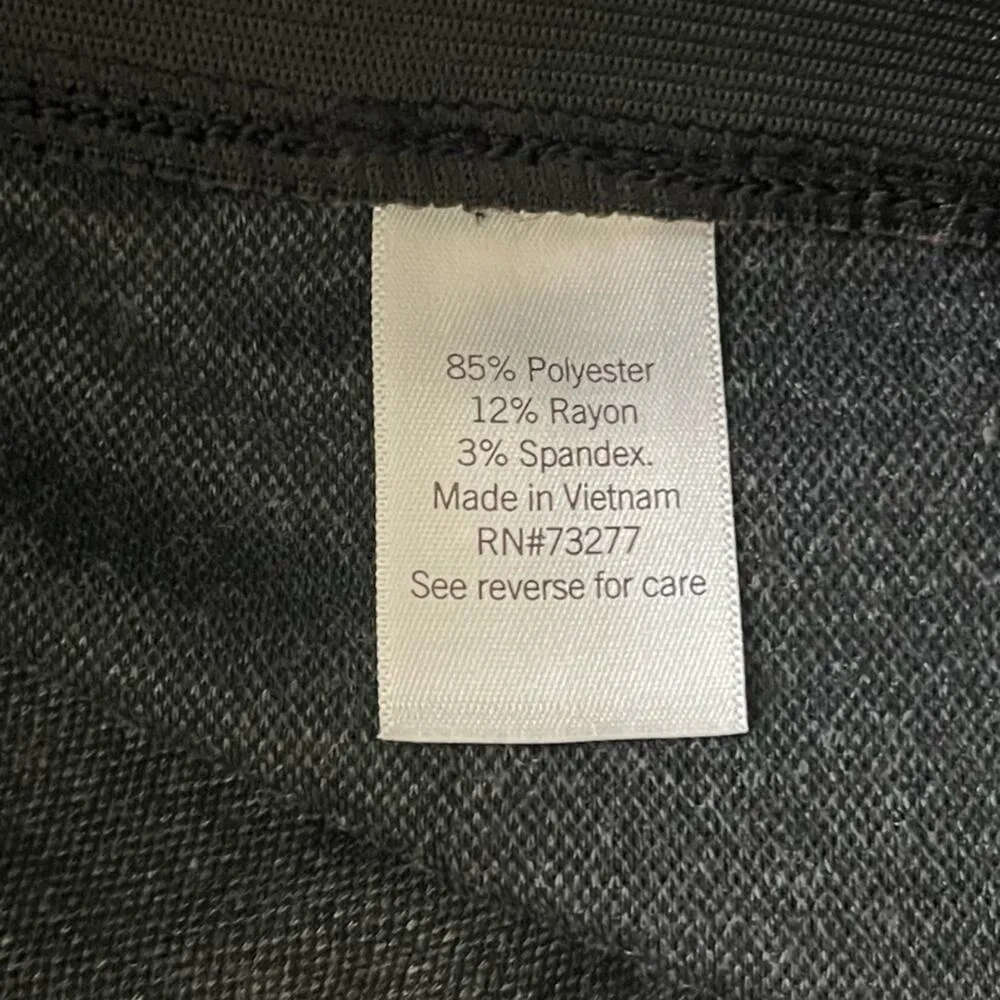 85% Polyester
12% Rayon
3% Spandex.
Made in Vietnam
RN#73277
See reverse for care